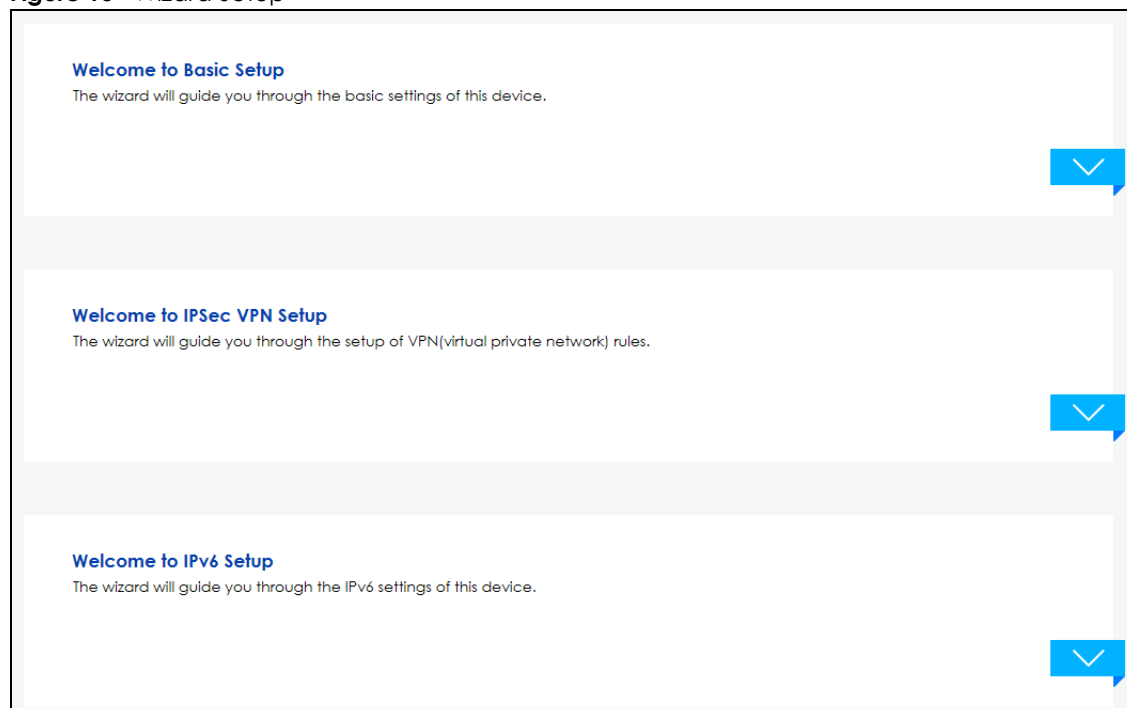 Wizard Setup
Welcome to Basic Setup
The wizard will guide you through the basic settings of this device.
Welcome to IPSec VPN Setup
The wizard will guide you through the setup of VPN(virtual private network) rules.
Welcome to IPv6 Setup
The wizard will guide you through the IPv6 settings of this device.